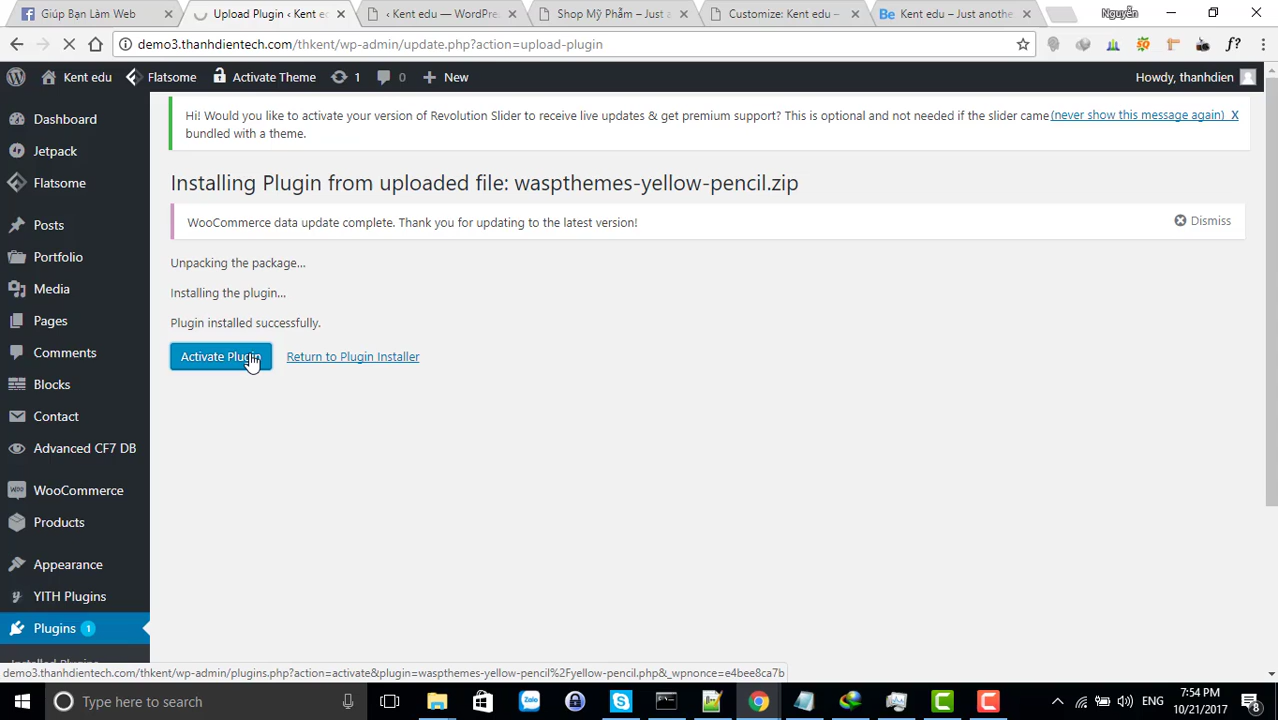 Giúp Bạn Làm Web
Upload Plugin ‹ Kent e
‹ Kent edu — WordPre
Shop Mỹ Phẩm – Just a
Customize: Kent edu –
Be Kent edu – Just anothe
Nguyễn
demo3.thanhdientech.com/thkent/wp-admin/update.php?action=upload-plugin
Kent edu
Flatsome
Activate Theme
1
0
New
Howdy, thanhdien
Dashboard
Jetpack
Flatsome
Posts
Portfolio
Media
Pages
Comments
Blocks
Contact
Advanced CF7 DB
WooCommerce
Products
Appearance
YITH Plugins
Plugins 1
Installed Plugins
Hi! Would you like to activate your version of Revolution Slider to receive live updates & get premium support? This is optional and not needed if the slider came
bundled with a theme.
(never show this message again) X
Installing Plugin from uploaded file: waspthemes-yellow-pencil.zip
WooCommerce data update complete. Thank you for updating to the latest version!
Dismiss
Unpacking the package...
Installing the plugin...
Plugin installed successfully.
Activate Plugin
Return to Plugin Installer
demo3.thanhdientech.com/thkent/wp-admin/plugins.php?action=activate&plugin=waspthemes-yellow-pencil%2Fyellow-pencil.php&_wpnonce=e4bee8ca7b
Type here to search
Zalo
ENG
7:54 PM
10/21/2017
8